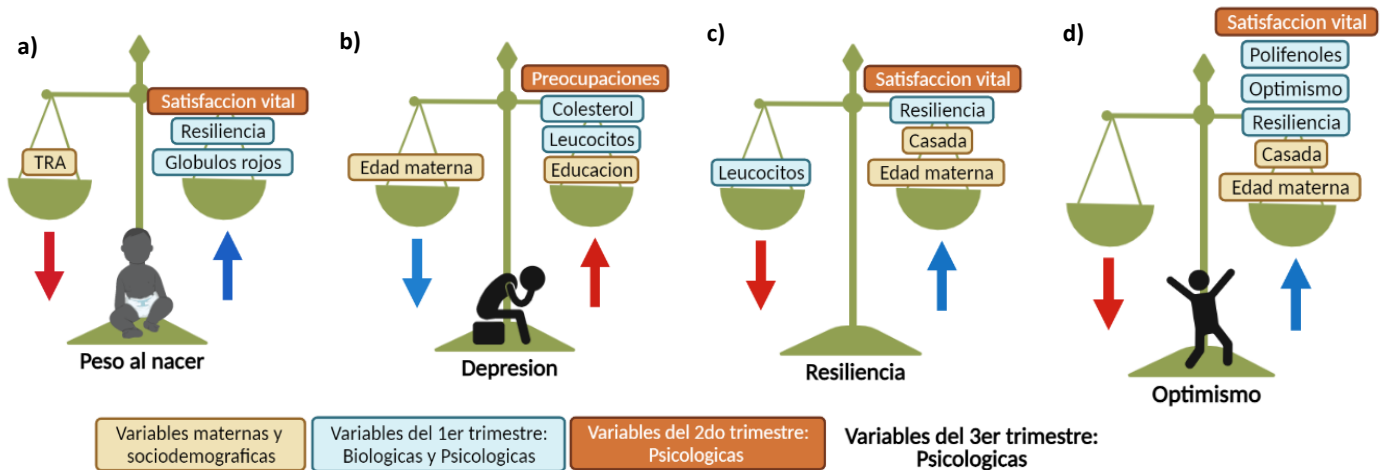 a)
Satisfaccion vital
Resiliencia
TRA
Globulos rojos
Peso al nacer
b)
Preocupaciones
Colesterol
Leucocitos
Edad materna
Educacion
Depresion
c)
Satisfaccion vital
Resiliencia
Casada
Leucocitos
Edad materna
Resiliencia
d)
Satisfaccion vital
Polifenoles
Optimismo
Resiliencia
Casada
Edad materna
Optimismo
Variables maternas y
sociodemograficas
Variables del 1er trimestre:
Biologicas y Psicologicas
Variables del 2do trimestre:
Psicologicas
Variables del 3er trimestre:
Psicologicas